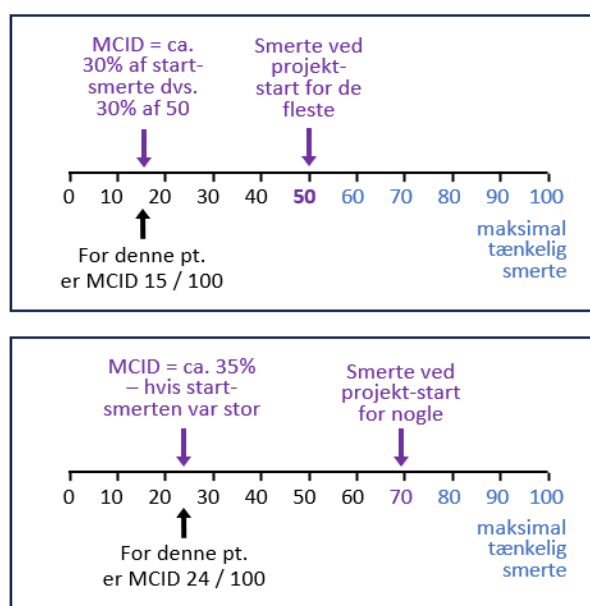 MCID = ca.
30% af start-
smerte dvs.
30% af 50
Smerte ved
projekt-
start for de
fleste
0 10 20 30 40 50 60 70 80 90 100
maksimal
tænkelig
smerte
For denne pt.
er MCID 15 / 100
MCID = ca. 35%
– hvis start-
smerten var stor
Smerte ved
projekt-start
for nogle
0 10 20 30 40 50 60 70 80 90 100
maksimal
tænkelig
smerte
For denne pt.
er MCID 24 / 100